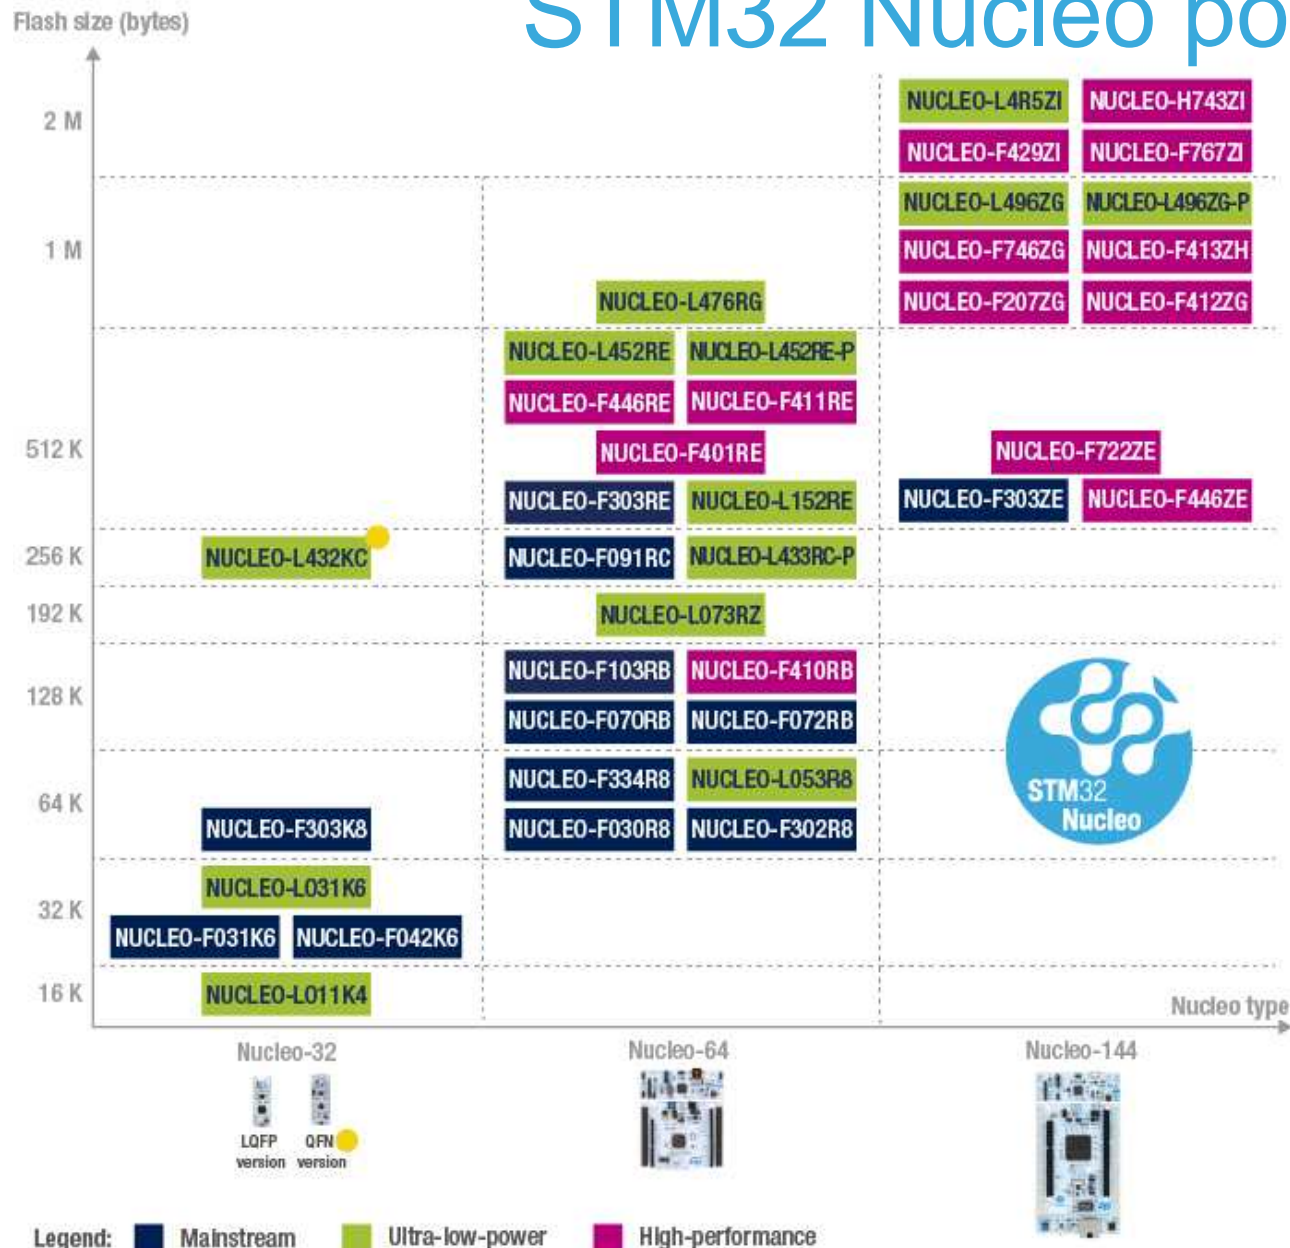 STM32 Nucleo po
Flash size (bytes)
2 M
NUCLEO-L4R5ZI NUCLEO-H743ZI
NUCLEO-F429ZI NUCLEO-F767ZI
1 M
NUCLEO-L496ZG NUCLEO-L496ZG-P
NUCLEO-F746ZG NUCLEO-F413ZH
NUCLEO-L476RG NUCLEO-F207ZG NUCLEO-F412ZG
512 K
NUCLEO-L452RE NUCLEO-L452RE-P
NUCLEO-F446RE NUCLEO-F411RE
NUCLEO-F401RE NUCLEO-F722ZE
NUCLEO-F303RE NUCLEO-L152RE NUCLEO-F303ZE NUCLEO-F446ZE
256 K
NUCLEO-L432KC NUCLEO-F091RC NUCLEO-L433RC-P
192 K
NUCLEO-L073RZ
128 K
NUCLEO-F103RB NUCLEO-F410RB
NUCLEO-F070RB NUCLEO-F072RB
64 K
NUCLEO-F334R8 NUCLEO-L053R8
NUCLEO-F303K8 NUCLEO-F030R8 NUCLEO-F302R8
STM32
Nucleo
32 K
NUCLEO-L031K6
NUCLEO-F031K6 NUCLEO-F042K6
16 K
NUCLEO-L011K4
Nucleo type
Nucleo-32 Nucleo-64 Nucleo-144
LQFP version
QFN version
Legend: Mainstream Ultra-low-power High-performance